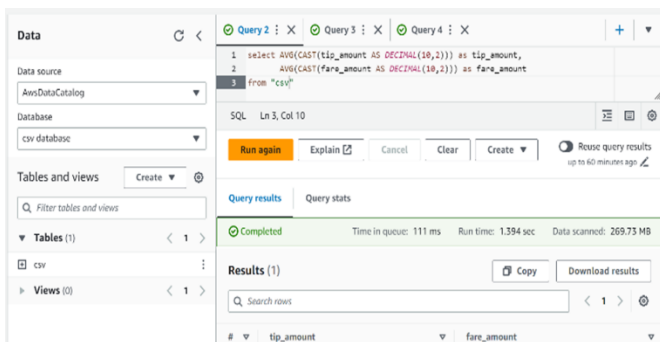 Data
Data source
AwsDataCatalog
Database
csv database
Tables and views
Create
Filter tables and views
Tables (1)
< 1 >
csv
Views (0)
< 1 >
Query 2
Query 3
Query 4
1 select AVG(CAST(tip_amount AS DECIMAL(10,2))) as tip_amount,
2 AVG(CAST(fare_amount AS DECIMAL(10,2))) as fare_amount
3 from "csv"
SQL Ln 3, Col 10
Run again
Explain
Cancel
Clear
Create
Reuse query results
up to 60 minutes ago
Query results
Query stats
Completed
Time in queue: 111 ms
Run time: 1.394 sec
Data scanned: 269.73 MB
Results (1)
Copy
Download results
Search rows
< 1 >
# tip_amount fare_amount